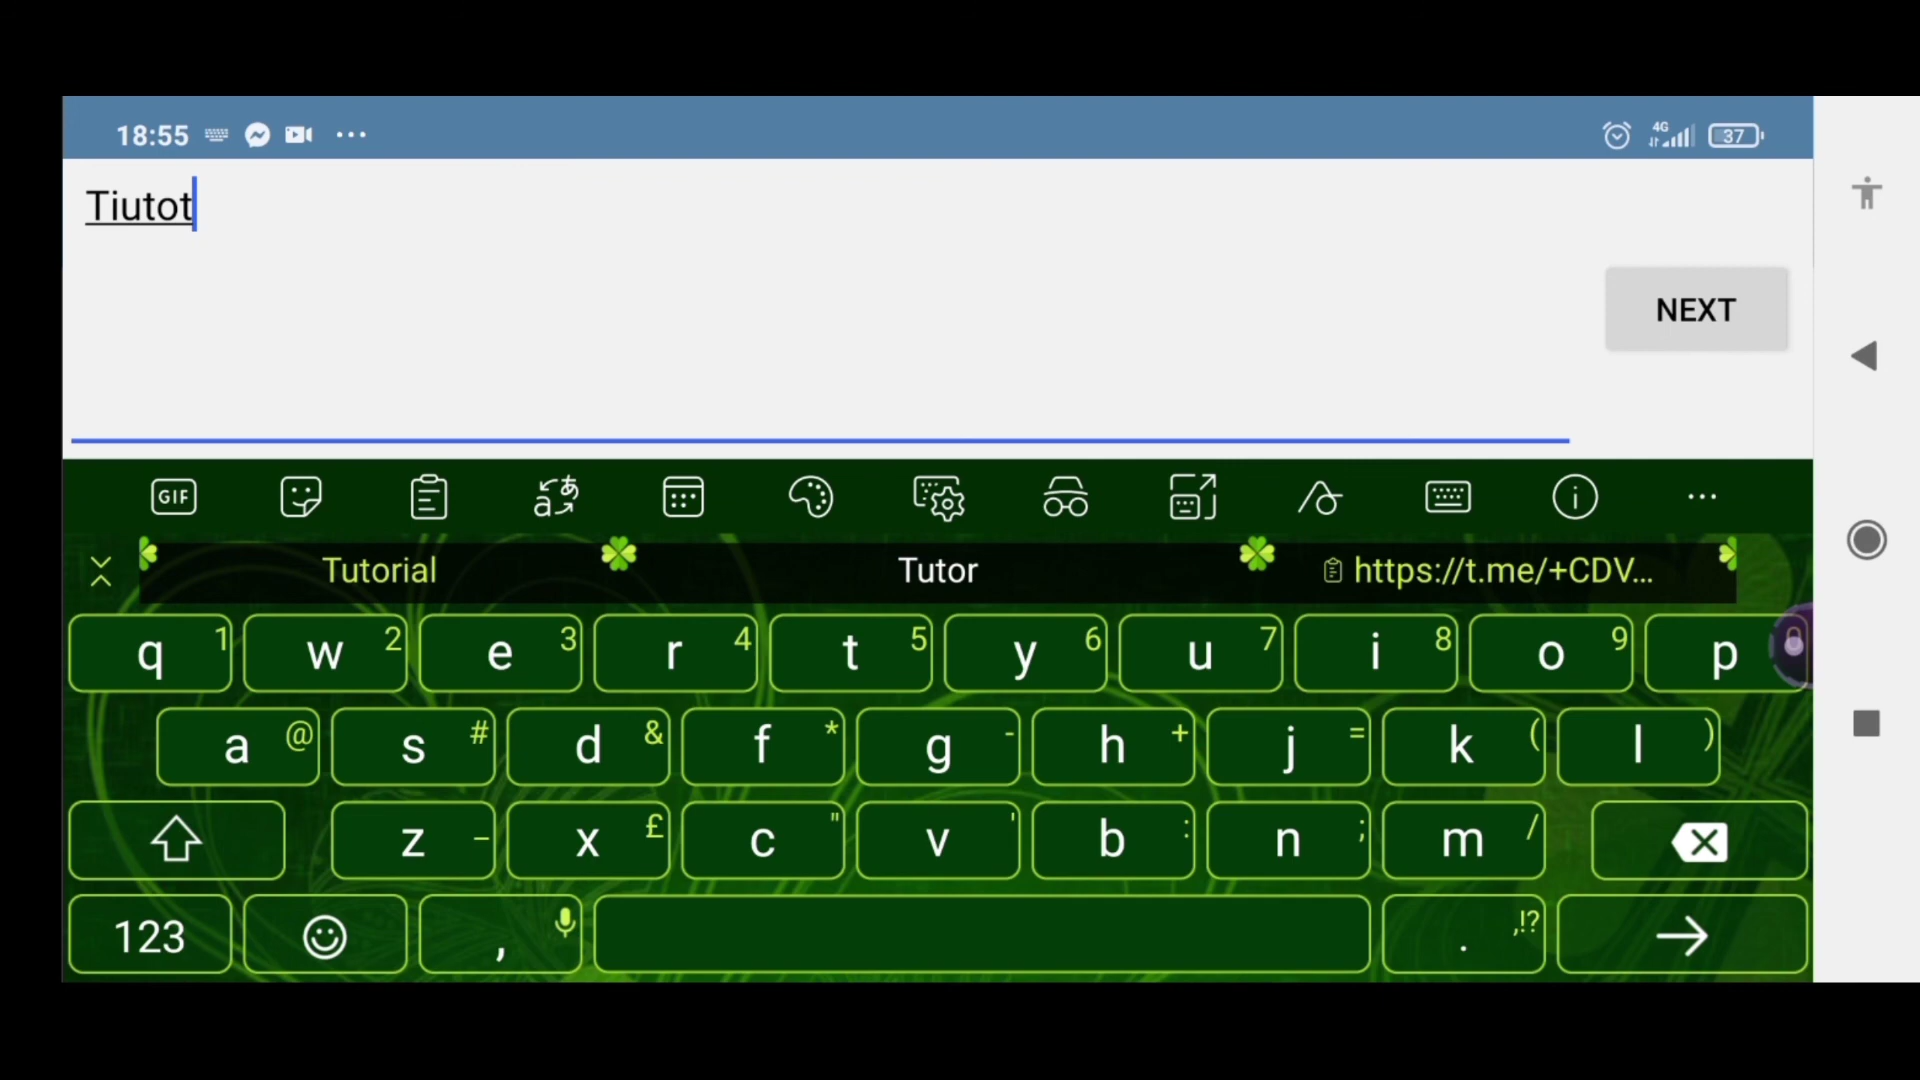 18:55 4G 37
Tiutot
NEXT
GIF
Tutorial Tutor https://t.me/+CDV...
q 1 w 2 e 3 r 4 t 5 y 6 u 7 i 8 o 9 p
a @ s # d & f * g - h + j = k ( l )
z _ x £ c " v ' b : n ; m /
123 , . ,!?